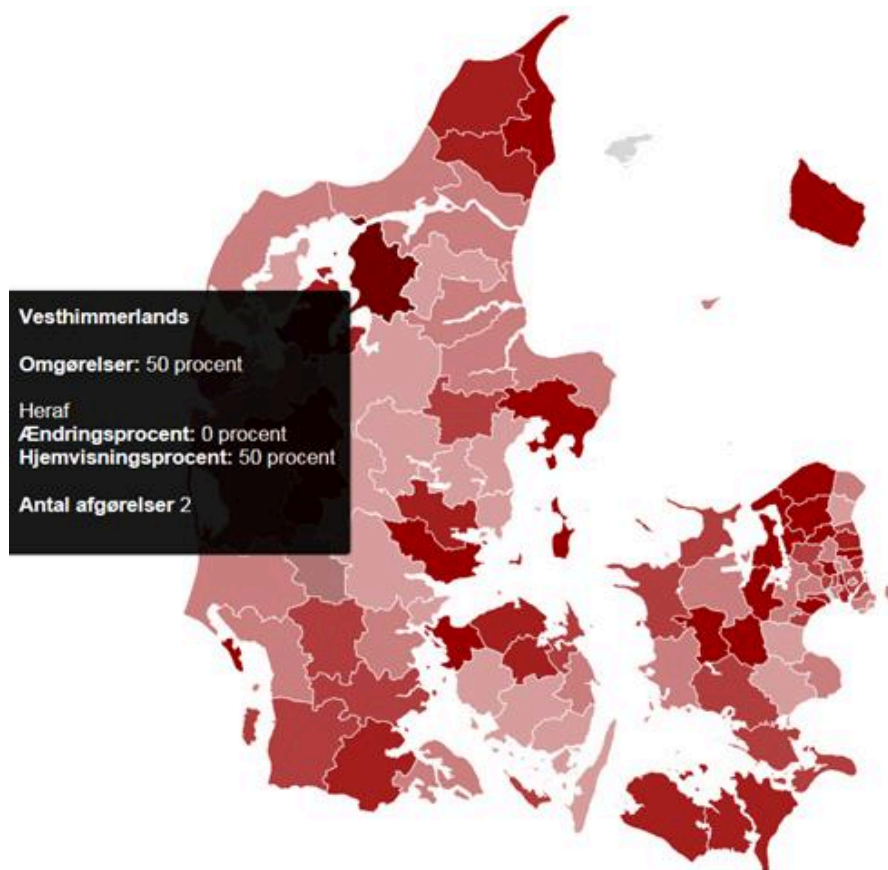 Vesthimmerlands
Omgørelser: 50 procent
Heraf
Ændringsprocent: 0 procent
Hjemvisningsprocent: 50 procent
Antal afgørelser 2